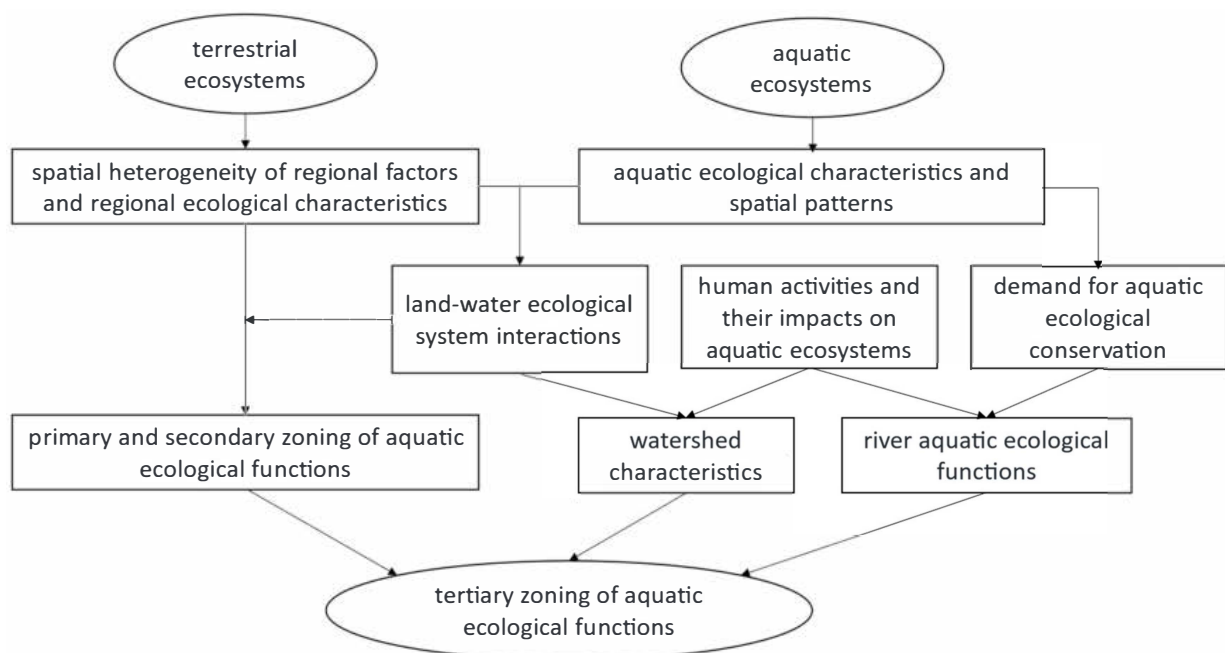 terrestrial
ecosystems
aquatic
ecosystems
spatial heterogeneity of regional factors
and regional ecological characteristics
aquatic ecological characteristics and
spatial patterns
land-water ecological
system interactions
human activities and
their impacts on
aquatic ecosystems
demand for aquatic
ecological
conservation
primary and secondary zoning of aquatic
ecological functions
watershed
characteristics
river aquatic ecological
functions
tertiary zoning of aquatic
ecological functions